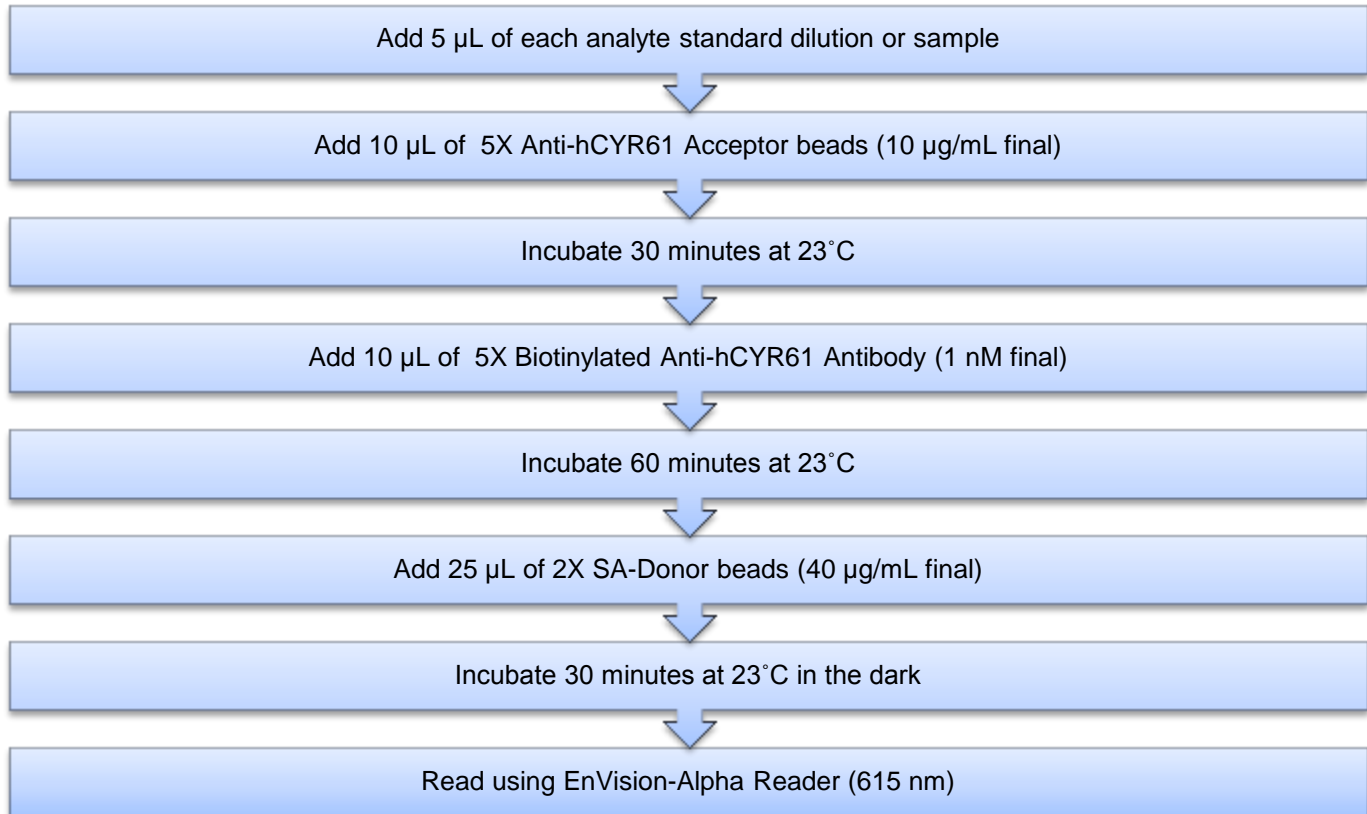 Add 5 µL of each analyte standard dilution or sample
Add 10 µL of  5X Anti-hCYR61 Acceptor beads (10 µg/mL final)
Incubate 30 minutes at 23˚C
Add 10 µL of  5X Biotinylated Anti-hCYR61 Antibody (1 nM final)
Incubate 60 minutes at 23˚C
Add 25 µL of 2X SA-Donor beads (40 µg/mL final)
Incubate 30 minutes at 23˚C in the dark
Read using EnVision-Alpha Reader (615 nm)